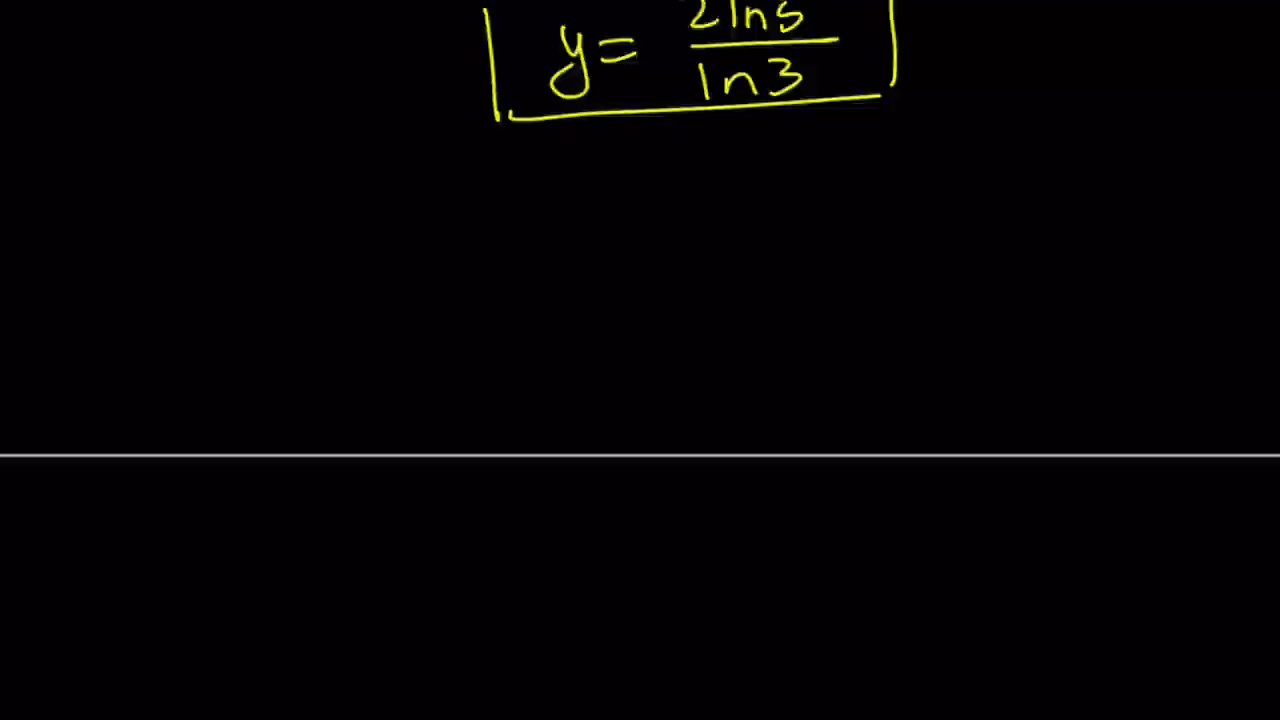 y = 2ln5 / ln3